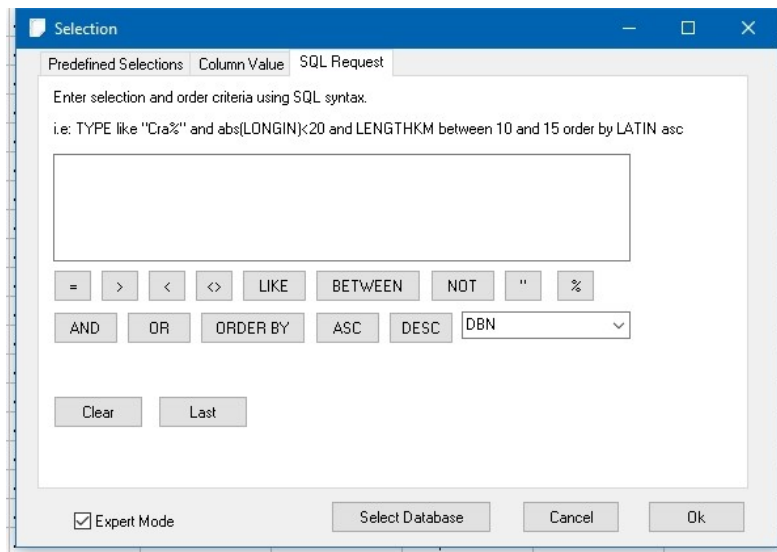 Selection
Predefined Selections Column Value SQL Request
Enter selection and order criteria using SQL syntax.
i.e: TYPE like "Cra%" and abs(LONGIN)<20 and LENGTHKM between 10 and 15 order by LATIN asc
= > < <> LIKE BETWEEN NOT " %
AND OR ORDER BY ASC DESC DBN
Clear Last
Expert Mode Select Database Cancel Ok